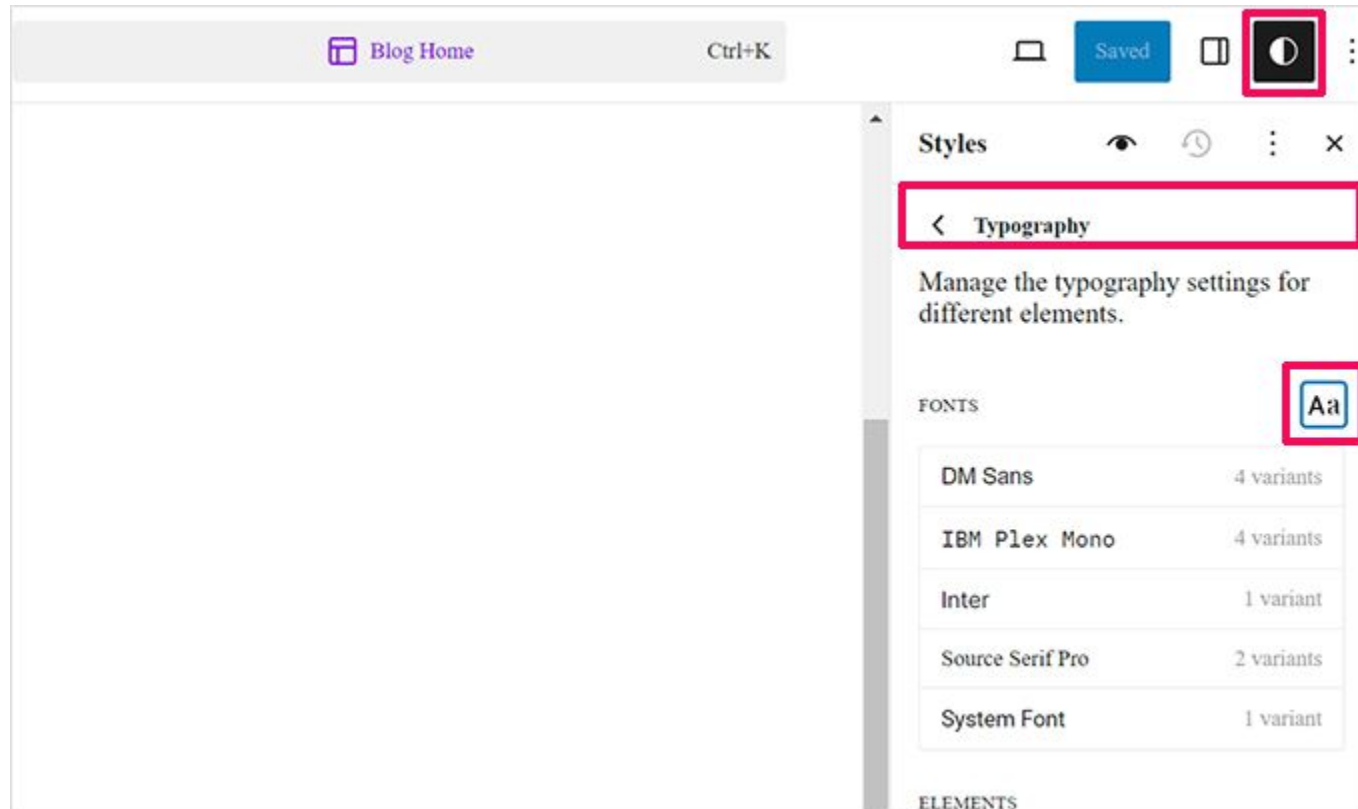 Blog Home Ctrl+K Saved
Styles
Typography
Manage the typography settings for
different elements.
FONTS Aa
DM Sans 4 variants
IBM Plex Mono 4 variants
Inter 1 variant
Source Serif Pro 2 variants
System Font 1 variant
ELEMENTS